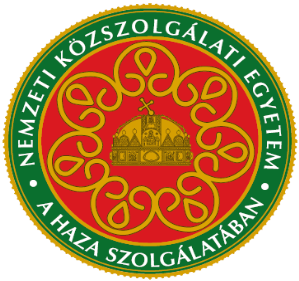 NEMZETI KÖZSZOLGÁLATI EGYETEM
A HAZA SZOLGÁLATÁBAN